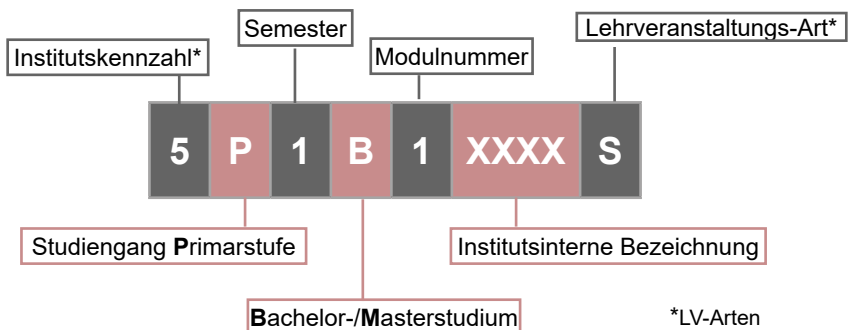 Semester
Lehrveranstaltungs-Art*
Institutskennzahl*
Modulnummer
5 P 1 B 1 XXXX S
Studiengang Primarstufe
Institutsinterne Bezeichnung
Bachelor-/Masterstudium
*LV-Arten